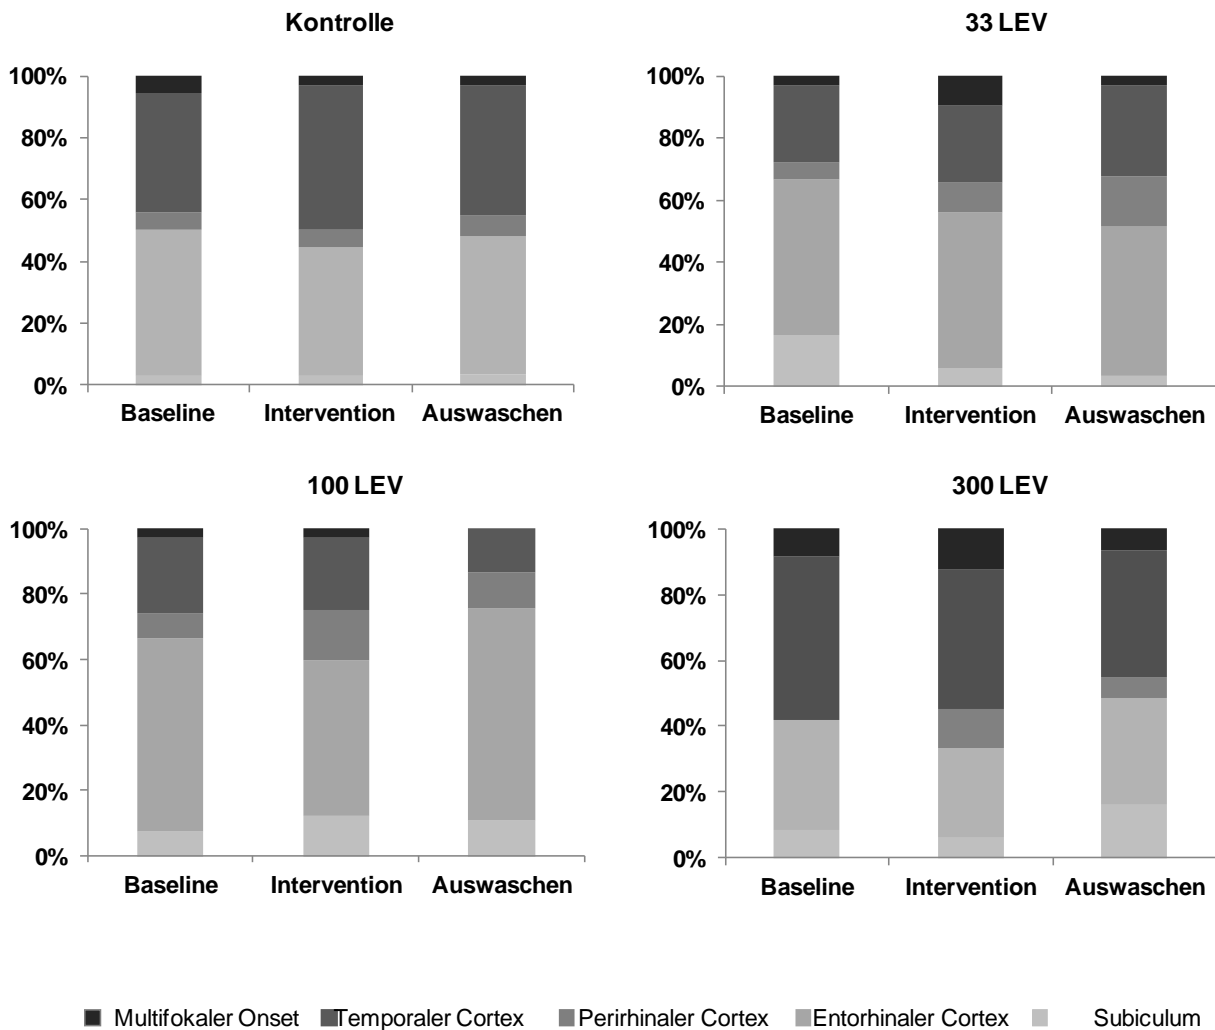 Kontrolle
100%
80%
60%
40%
20%
0%
Baseline Intervention Auswaschen
33 LEV
100%
80%
60%
40%
20%
0%
Baseline Intervention Auswaschen
100 LEV
100%
80%
60%
40%
20%
0%
Baseline Intervention Auswaschen
300 LEV
100%
80%
60%
40%
20%
0%
Baseline Intervention Auswaschen
Multifokaler Onset Temporaler Cortex Perirhinaler Cortex Entorhinaler Cortex Subiculum